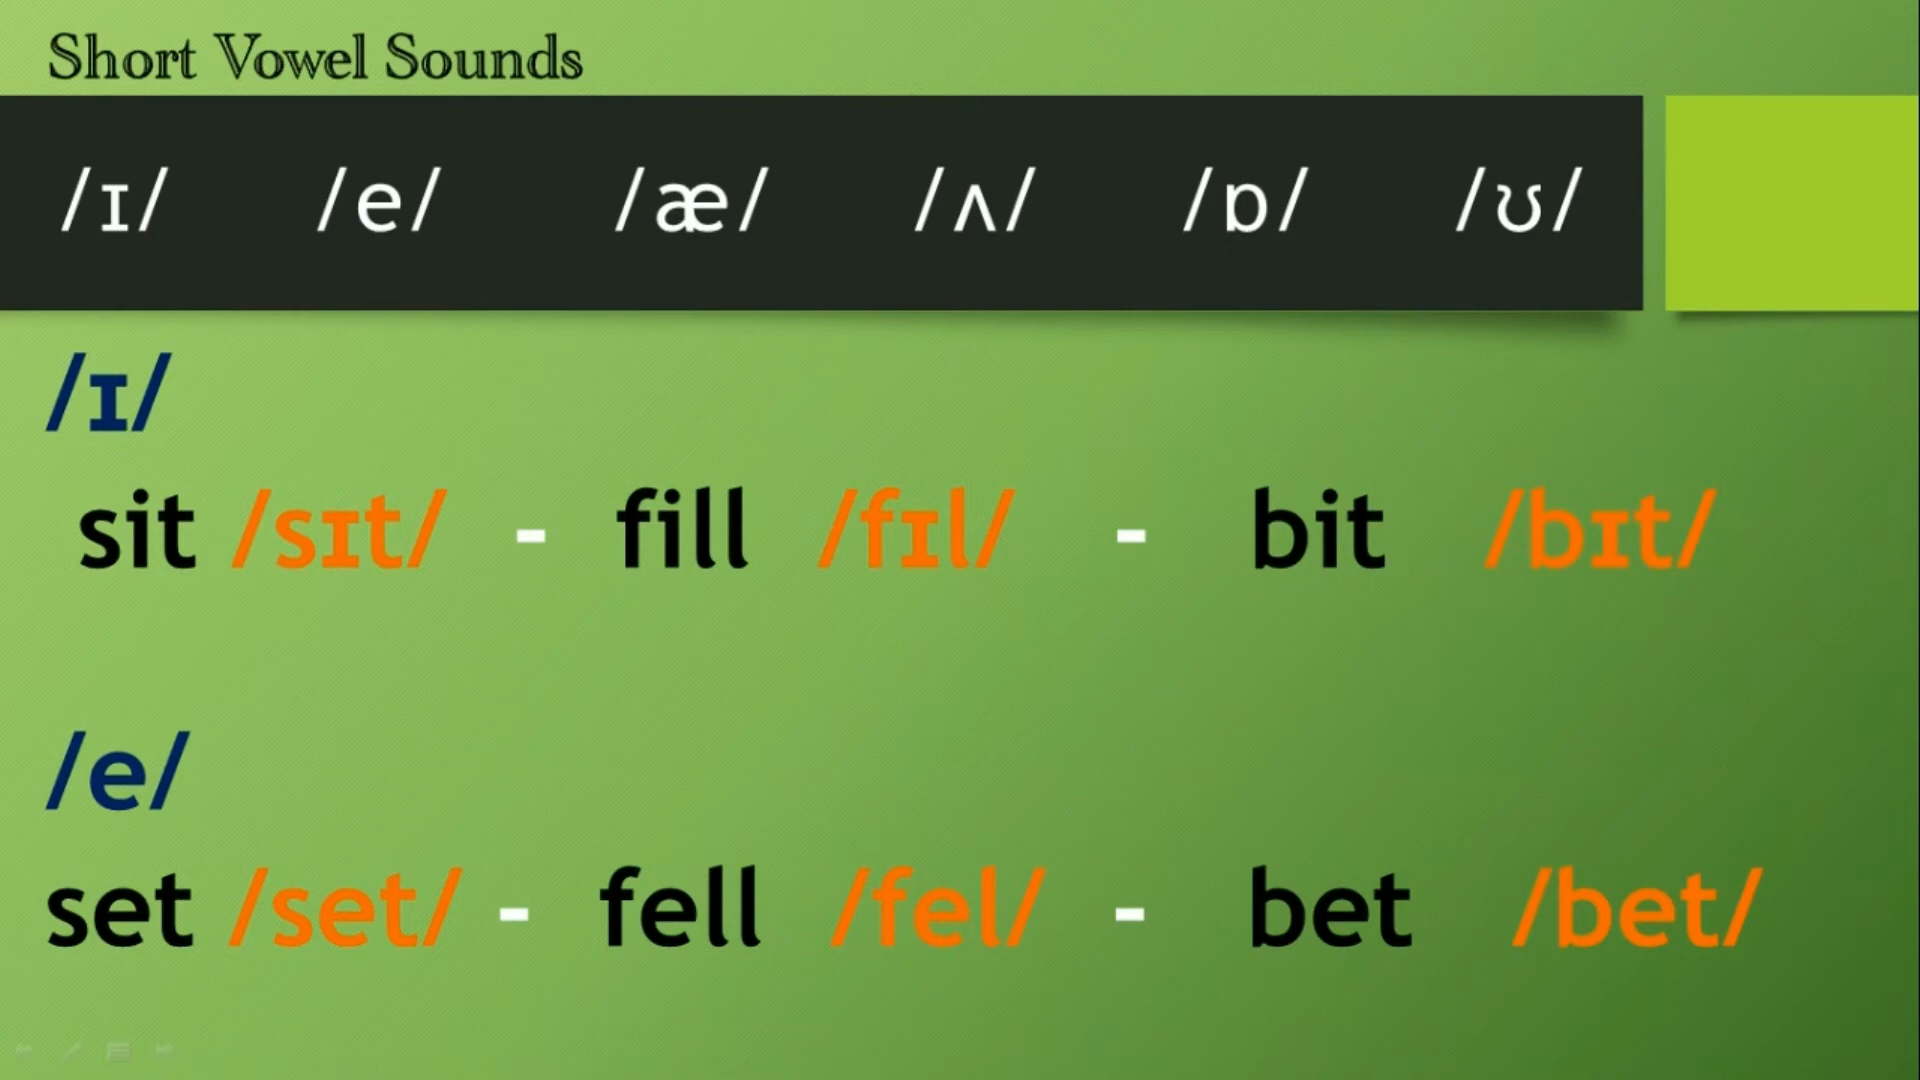 Short Vowel Sounds
/ɪ/ /e/ /æ/ /ʌ/ /ɒ/ /ʊ/
/ɪ/
sit /sɪt/ - fill /fɪl/ - bit /bɪt/
/e/
set /set/ - fell /fel/ - bet /bet/